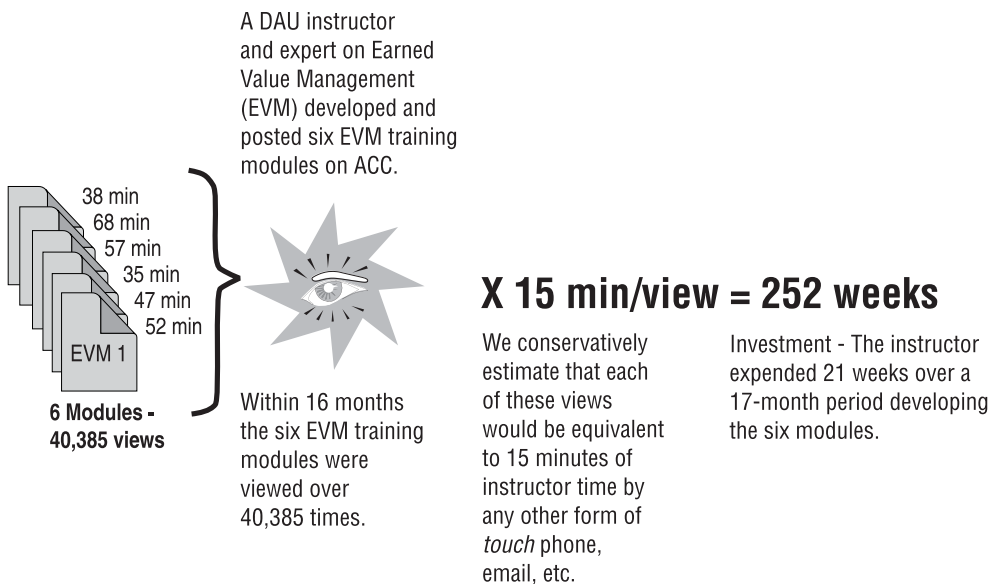 A DAU instructor
and expert on Earned
Value Management
(EVM) developed and
posted six EVM training
modules on ACC.
38 min
68 min
57 min
35 min
47 min
52 min
EVM 1
6 Modules -
40,385 views
Within 16 months
the six EVM training
modules were
viewed over
40,385 times.
X 15 min/view = 252 weeks
We conservatively
estimate that each
of these views
would be equivalent
to 15 minutes of
instructor time by
any other form of
touch phone,
email, etc.
Investment - The instructor
expended 21 weeks over a
17-month period developing
the six modules.